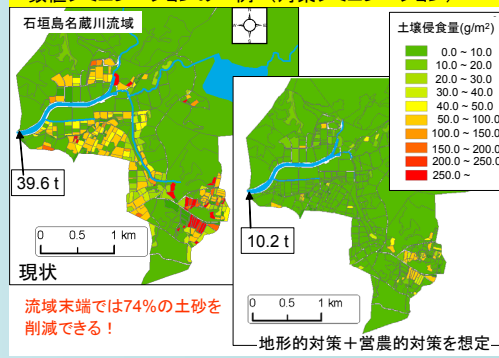 石垣島名蔵川流域
土壌侵食量(g/m²)
0.0 ~ 10.0
10.0 ~ 20.0
20.0 ~ 30.0
30.0 ~ 40.0
40.0 ~ 50.0
50.0 ~ 100.0
100.0 ~ 150.0
150.0 ~ 200.0
200.0 ~ 250.0
250.0 ~
39.6 t
0 0.5 1 km
現状
10.2 t
0 0.5 1 km
流域末端では74%の土砂を
削減できる！
地形的対策＋営農的対策を想定